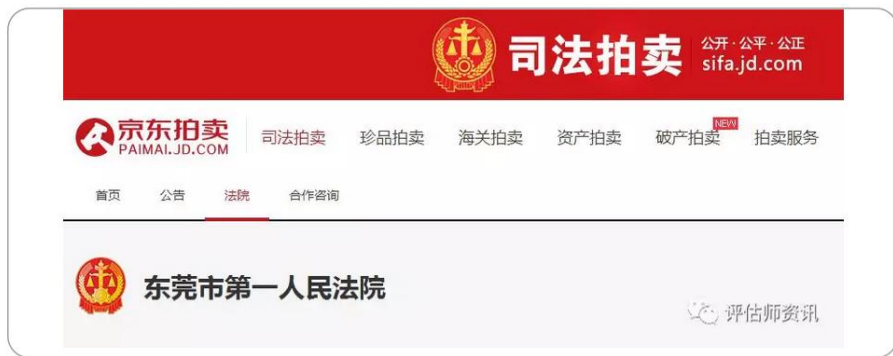 司法拍卖 公开·公平·公正
sifa.jd.com
京东拍卖
PAIMAI.JD.COM
司法拍卖 珍品拍卖 海关拍卖 资产拍卖 破产拍卖 NEW 拍卖服务
首页 公告 法院 合作咨询
东莞市第一人民法院
评估师资讯